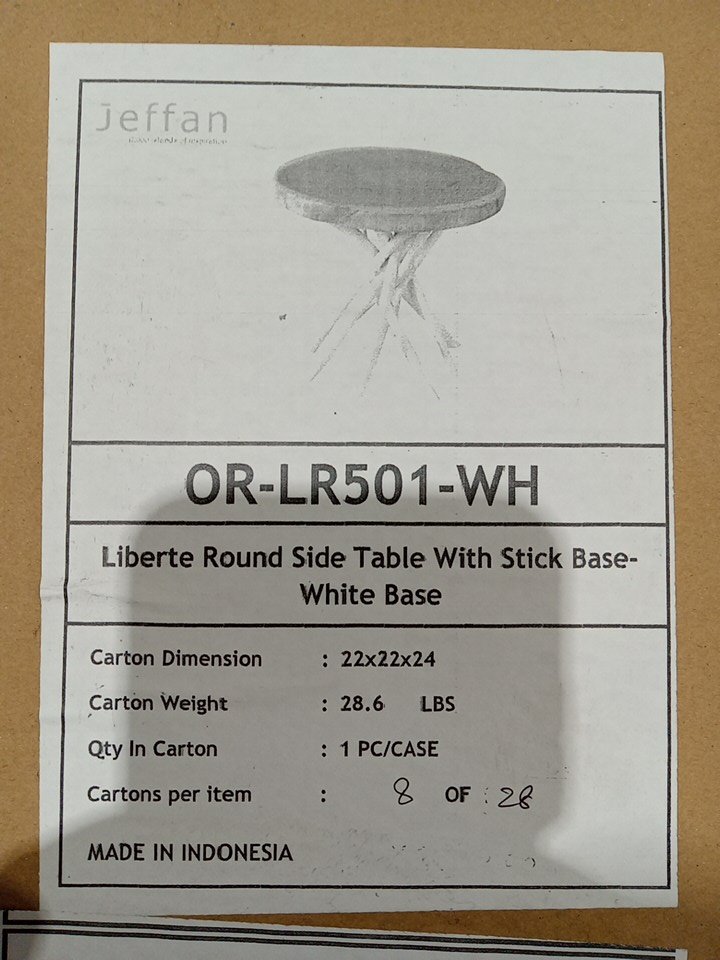 Jeffan
OR-LR501-WH
Liberte Round Side Table With Stick Base-
White Base
Carton Dimension : 22x22x24
Carton Weight : 28.6 LBS
Qty In Carton : 1 PC/CASE
Cartons per item : 8 OF : 28
MADE IN INDONESIA